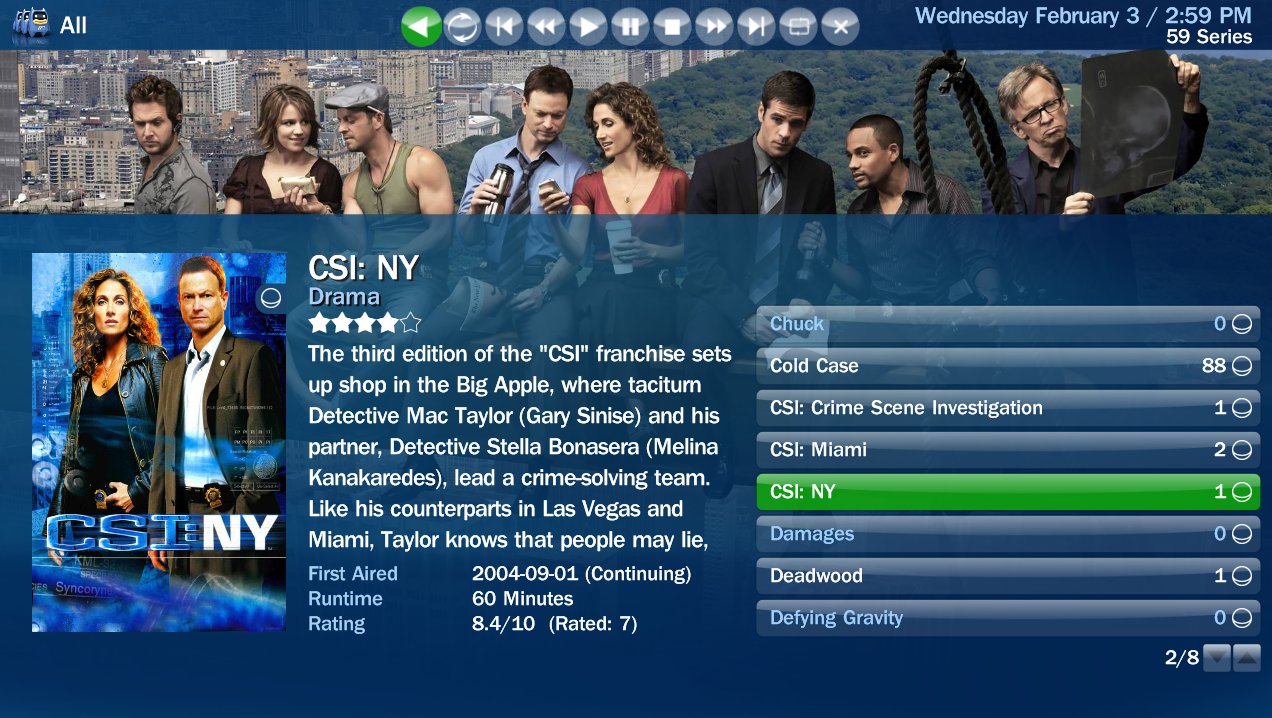 All
Wednesday February 3 / 2:59 PM
59 Series
CSI: NY
CSI: NY
Drama
The third edition of the "CSI" franchise sets
up shop in the Big Apple, where taciturn
Detective Mac Taylor (Gary Sinise) and his
partner, Detective Stella Bonasera (Melina
Kanakaredes), lead a crime-solving team.
Like his counterparts in Las Vegas and
Miami, Taylor knows that people may lie,
First Aired 2004-09-01 (Continuing)
Runtime 60 Minutes
Rating 8.4/10 (Rated: 7)
Chuck 0
Cold Case 88
CSI: Crime Scene Investigation 1
CSI: Miami 2
CSI: NY 1
Damages 0
Deadwood 1
Defying Gravity 0
2/8